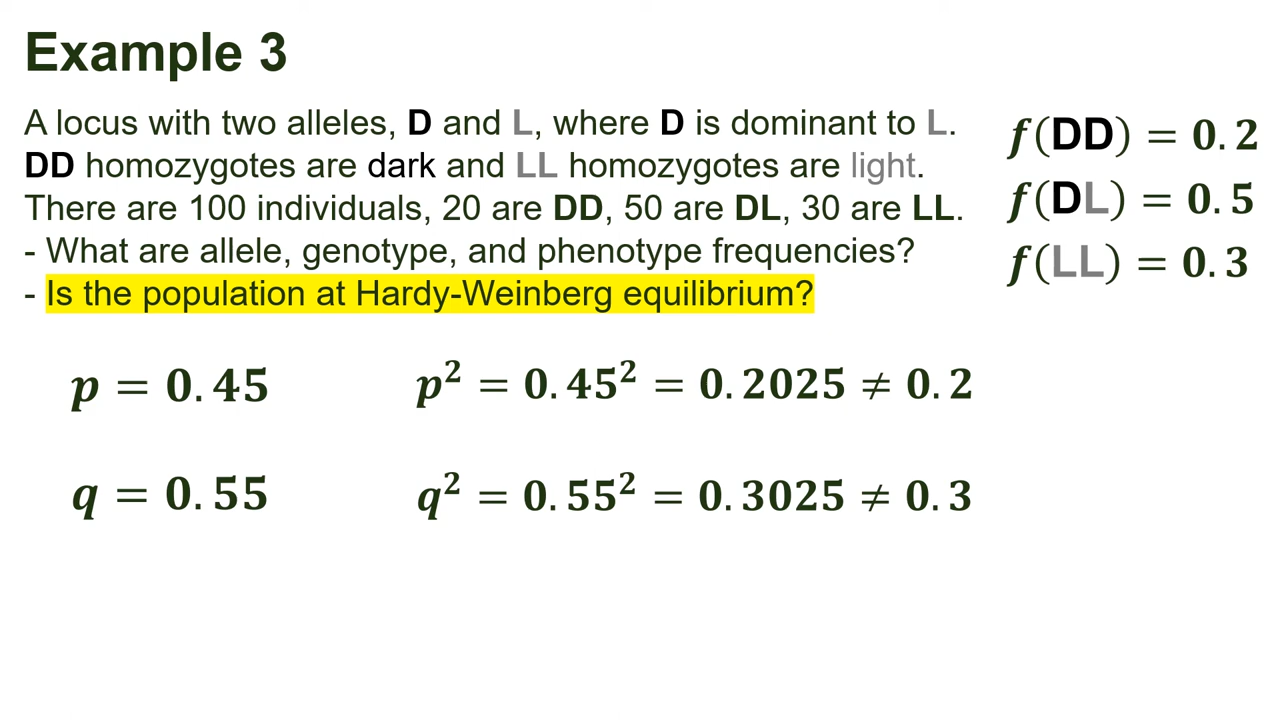 Example 3
A locus with two alleles, D and L, where D is dominant to L.
DD homozygotes are dark and LL homozygotes are light.
There are 100 individuals, 20 are DD, 50 are DL, 30 are LL.
- What are allele, genotype, and phenotype frequencies?
- Is the population at Hardy-Weinberg equilibrium?
f(DD) = 0.2
f(DL) = 0.5
f(LL) = 0.3
p = 0.45
p² = 0.45² = 0.2025 ≠ 0.2
q = 0.55
q² = 0.55² = 0.3025 ≠ 0.3